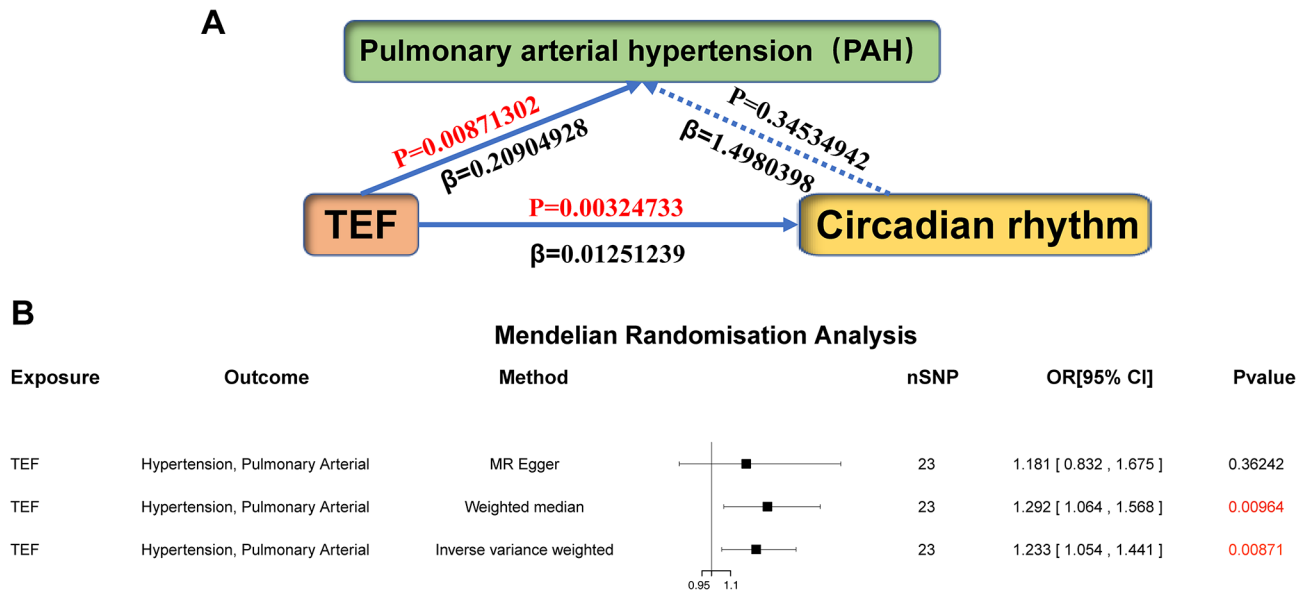 A
Pulmonary arterial hypertension（PAH）
P=0.00871302
β=0.20904928
P=0.34534942
β=1.4980398
TEF
P=0.00324733
β=0.01251239
Circadian rhythm
B
Mendelian Randomisation Analysis
Exposure Outcome Method nSNP OR[95% CI] Pvalue
TEF Hypertension, Pulmonary Arterial MR Egger 23 1.181 [ 0.832 , 1.675 ] 0.36242
TEF Hypertension, Pulmonary Arterial Weighted median 23 1.292 [ 1.064 , 1.568 ] 0.00964
TEF Hypertension, Pulmonary Arterial Inverse variance weighted 23 1.233 [ 1.054 , 1.441 ] 0.00871
0.95 1.1